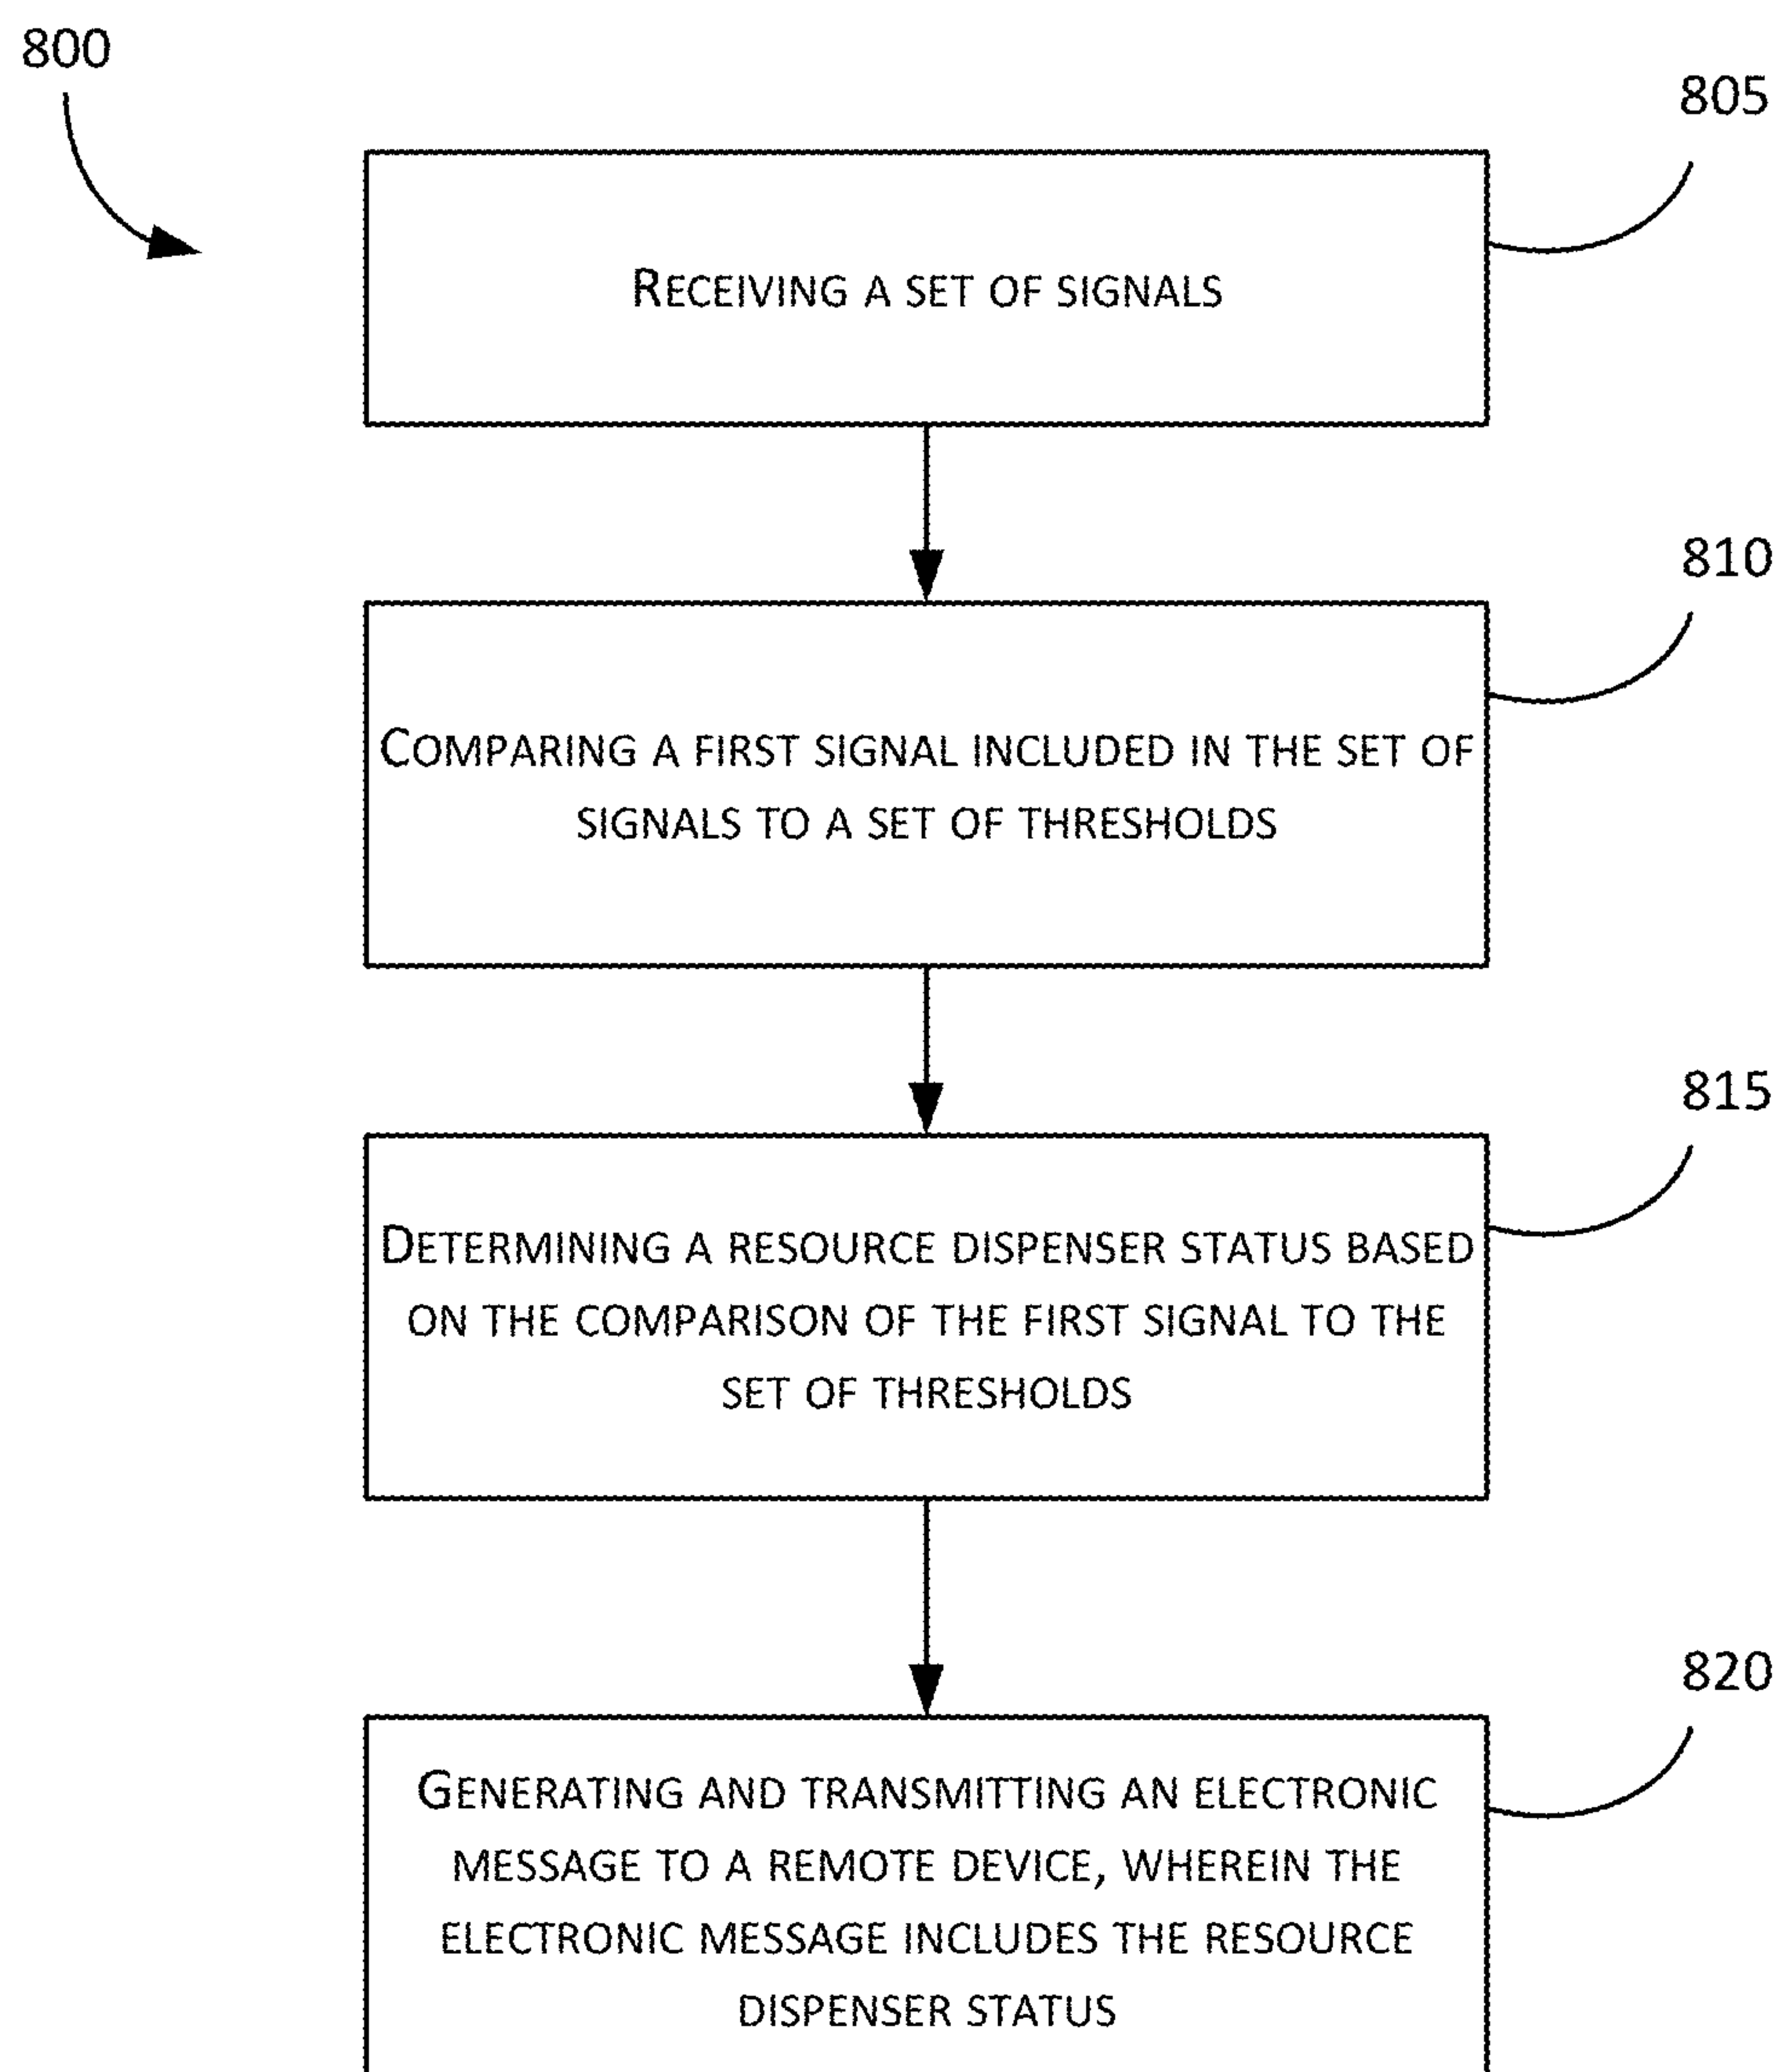 800
805
RECEIVING A SET OF SIGNALS
810
COMPARING A FIRST SIGNAL INCLUDED IN THE SET OF
SIGNALS TO A SET OF THRESHOLDS
815
DETERMINING A RESOURCE DISPENSER STATUS BASED
ON THE COMPARISON OF THE FIRST SIGNAL TO THE
SET OF THRESHOLDS
820
GENERATING AND TRANSMITTING AN ELECTRONIC
MESSAGE TO A REMOTE DEVICE, WHEREIN THE
ELECTRONIC MESSAGE INCLUDES THE RESOURCE
DISPENSER STATUS